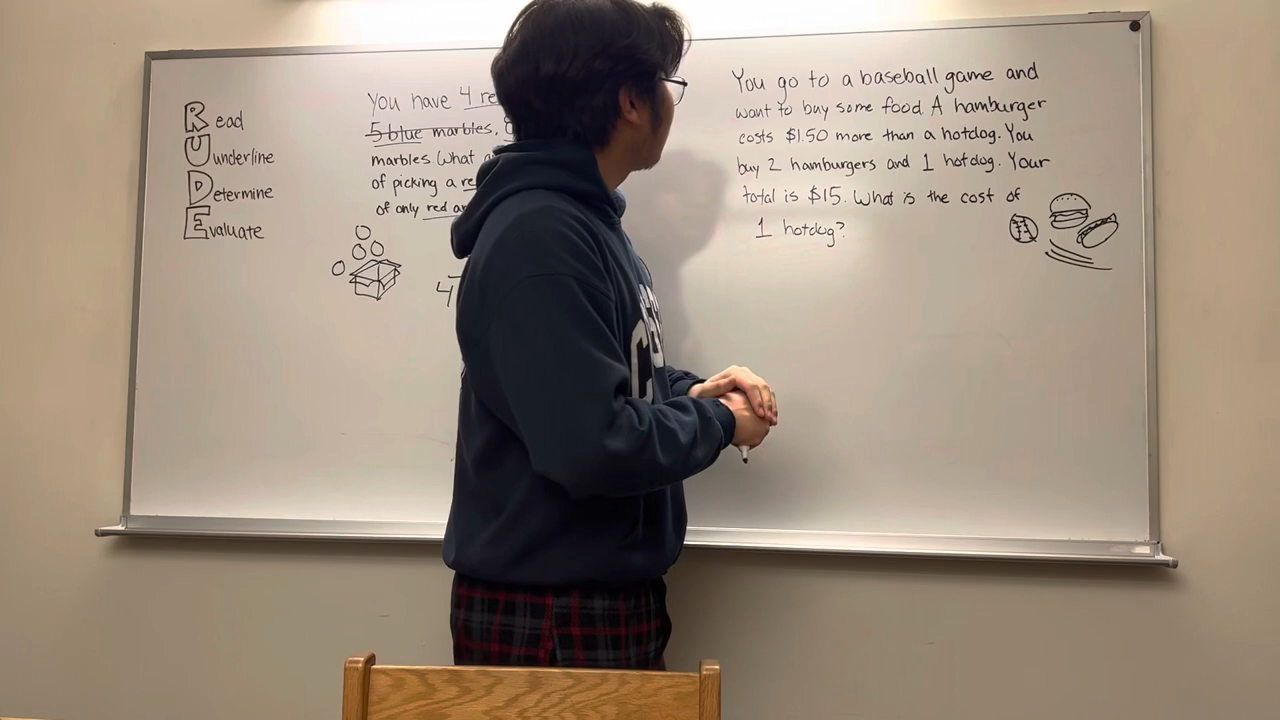 Read
Uunderline
Determine
Evaluate
You have 4 re
5 blue marbles,
marbles What
of picking a re
of only red a
4
You go to a baseball game and
want to buy some food. A hamburger
costs $1.50 more than a hotdog. You
buy 2 hamburgers and 1 hotdog. Your
total is $15. What is the cost of
1 hotdog?
C